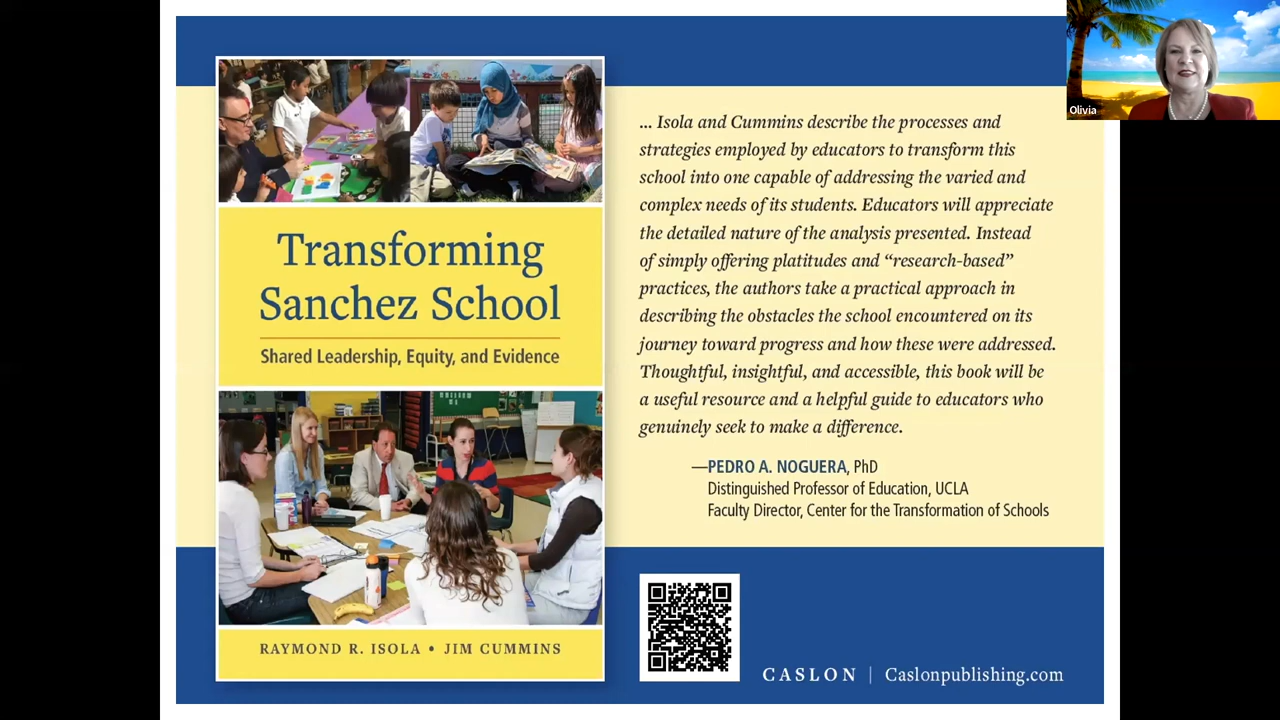 Olivia
Transforming
Sanchez School
Shared Leadership, Equity, and Evidence
RAYMOND R. ISOLA • JIM CUMMINS
... Isola and Cummins describe the processes and
strategies employed by educators to transform this
school into one capable of addressing the varied and
complex needs of its students. Educators will appreciate
the detailed nature of the analysis presented. Instead
of simply offering platitudes and “research-based”
practices, the authors take a practical approach in
describing the obstacles the school encountered on its
journey toward progress and how these were addressed.
Thoughtful, insightful, and accessible, this book will be
a useful resource and a helpful guide to educators who
genuinely seek to make a difference.
—PEDRO A. NOGUERA, PhD
Distinguished Professor of Education, UCLA
Faculty Director, Center for the Transformation of Schools
CASLON | Caslonpublishing.com